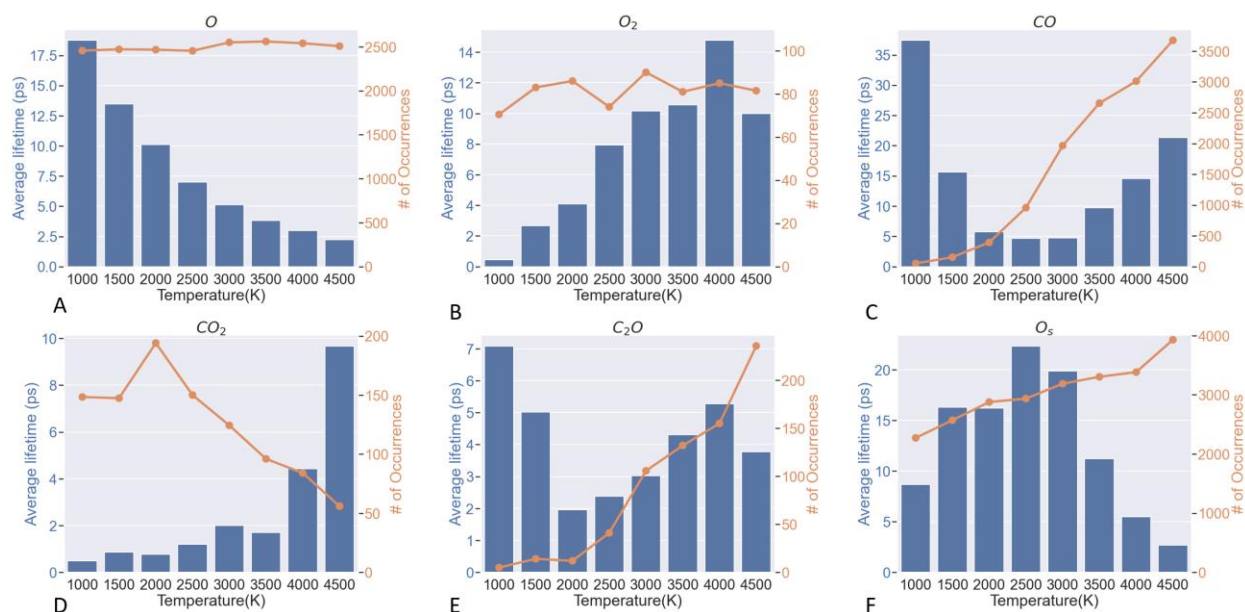 O
Average lifetime (ps)
17.5
15.0
12.5
10.0
7.5
5.0
2.5
0.0
2500
2000
1500
1000
500
0
# of Occurrences
1000 1500 2000 2500 3000 3500 4000 4500
Temperature(K)
A
O₂
Average lifetime (ps)
14
12
10
8
6
4
2
0
100
80
60
40
20
0
# of Occurrences
1000 1500 2000 2500 3000 3500 4000 4500
Temperature(K)
B
CO
Average lifetime (ps)
35
30
25
20
15
10
5
0
3500
3000
2500
2000
1500
1000
500
0
# of Occurrences
1000 1500 2000 2500 3000 3500 4000 4500
Temperature(K)
C
CO₂
Average lifetime (ps)
10
8
6
4
2
0
200
150
100
50
0
# of Occurrences
1000 1500 2000 2500 3000 3500 4000 4500
Temperature(K)
D
C₂O
Average lifetime (ps)
7
6
5
4
3
2
1
0
200
150
100
50
0
# of Occurrences
1000 1500 2000 2500 3000 3500 4000 4500
Temperature(K)
E
Oₛ
Average lifetime (ps)
20
15
10
5
0
4000
3000
2000
1000
0
# of Occurrences
1000 1500 2000 2500 3000 3500 4000 4500
Temperature(K)
F